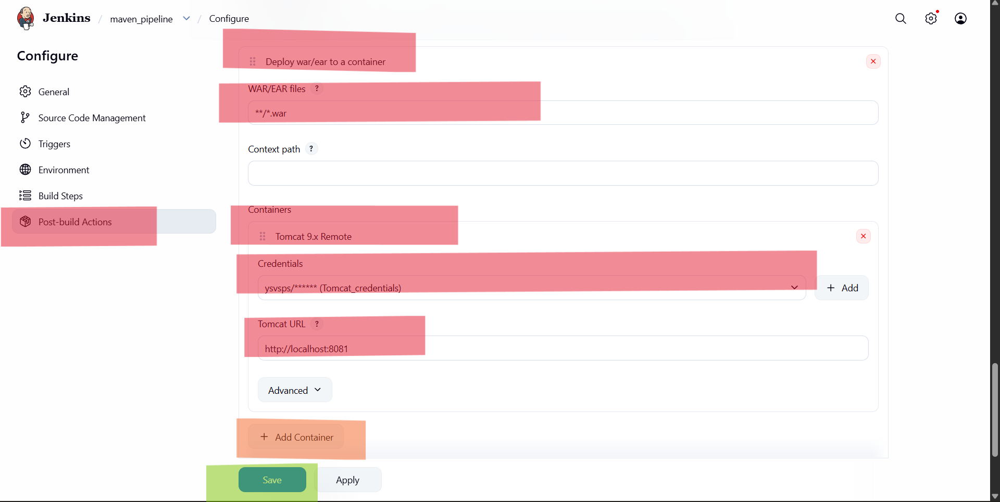 Jenkins / maven_pipeline / Configure
Configure
General
Source Code Management
Triggers
Environment
Build Steps
Post-build Actions
Deploy war/ear to a container
WAR/EAR files ?
**/*.war
Context path ?
Containers
Tomcat 9.x Remote
Credentials
ysvsps/****** (Tomcat_credentials)
+ Add
Tomcat URL ?
http://localhost:8081
Advanced
+ Add Container
Save
Apply